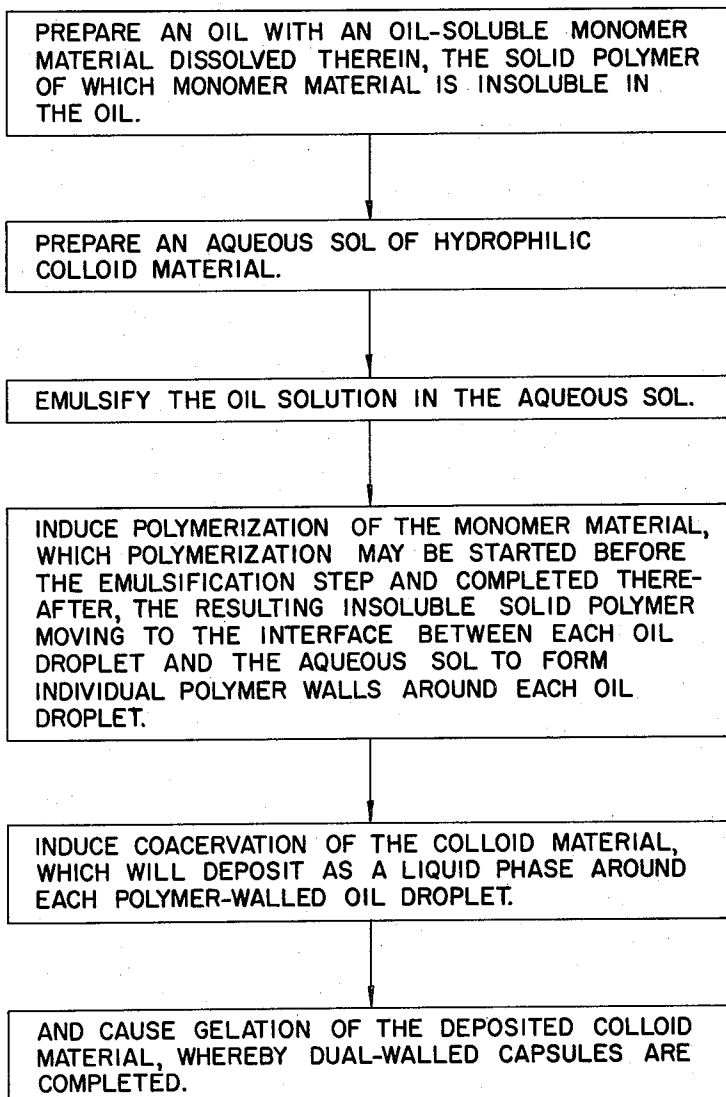 PREPARE AN OIL WITH AN OIL-SOLUBLE MONOMER
MATERIAL DISSOLVED THEREIN, THE SOLID POLYMER
OF WHICH MONOMER MATERIAL IS INSOLUBLE IN
THE OIL.
PREPARE AN AQUEOUS SOL OF HYDROPHILIC
COLLOID MATERIAL.
EMULSIFY THE OIL SOLUTION IN THE AQUEOUS SOL.
INDUCE POLYMERIZATION OF THE MONOMER MATERIAL,
WHICH POLYMERIZATION MAY BE STARTED BEFORE
THE EMULSIFICATION STEP AND COMPLETED THERE-
AFTER, THE RESULTING INSOLUBLE SOLID POLYMER
MOVING TO THE INTERFACE BETWEEN EACH OIL
DROPLET AND THE AQUEOUS SOL TO FORM
INDIVIDUAL POLYMER WALLS AROUND EACH OIL
DROPLET.
INDUCE COACERVATION OF THE COLLOID MATERIAL,
WHICH WILL DEPOSIT AS A LIQUID PHASE AROUND
EACH POLYMER-WALLED OIL DROPLET.
AND CAUSE GELATION OF THE DEPOSITED COLLOID
MATERIAL, WHEREBY DUAL-WALLED CAPSULES ARE
COMPLETED.